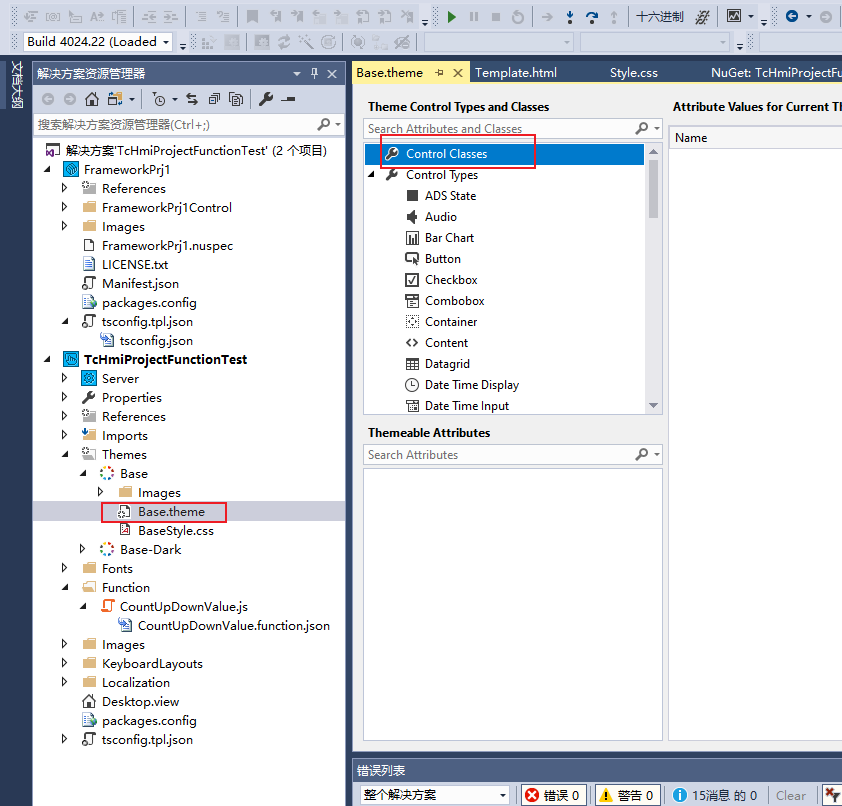 十六进制
Build 4024.22 (Loaded
文档大纲
解决方案资源管理器
搜索解决方案资源管理器(Ctrl+;)
解决方案'TcHmiProjectFunctionTest' (2 个项目)
FrameworkPrj1
References
FrameworkPrj1Control
Images
FrameworkPrj1.nuspec
LICENSE.txt
Manifest.json
packages.config
tsconfig.tpl.json
tsconfig.json
TcHmiProjectFunctionTest
Server
Properties
References
Imports
Themes
Base
Images
Base.theme
BaseStyle.css
Base-Dark
Fonts
Function
CountUpDownValue.js
CountUpDownValue.function.json
Images
KeyboardLayouts
Localization
Desktop.view
packages.config
tsconfig.tpl.json
Base.theme
Template.html
Style.css
NuGet: TcHmiProjectFu
Theme Control Types and Classes
Search Attributes and Classes
Control Classes
Control Types
ADS State
Audio
Bar Chart
Button
Checkbox
Combobox
Container
Content
Datagrid
Date Time Display
Date Time Input
Themeable Attributes
Search Attributes
Attribute Values for Current Th
Name
错误列表
整个解决方案
错误 0
警告 0
15消息 的 0
Clear